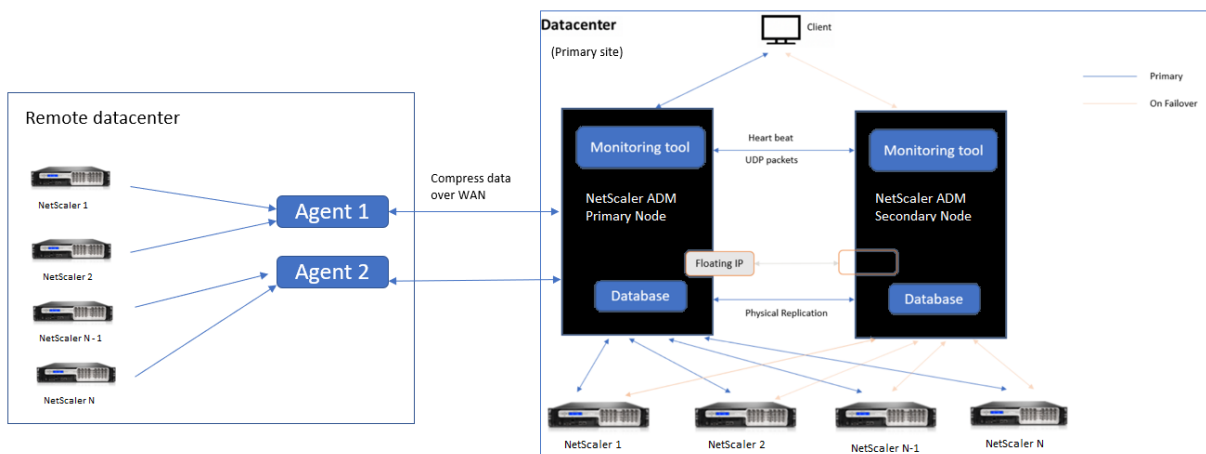 Datacenter
(Primary site)
Client
Primary
On Failover
Remote datacenter
NetScaler 1
NetScaler 2
NetScaler N - 1
NetScaler N
Agent 1
Agent 2
Compress data
over WAN
Monitoring tool
NetScaler ADM
Primary Node
Floating IP
Database
Heart beat
UDP packets
Physical Replication
Monitoring tool
NetScaler ADM
Secondary Node
Database
NetScaler 1
NetScaler 2
NetScaler N-1
NetScaler N